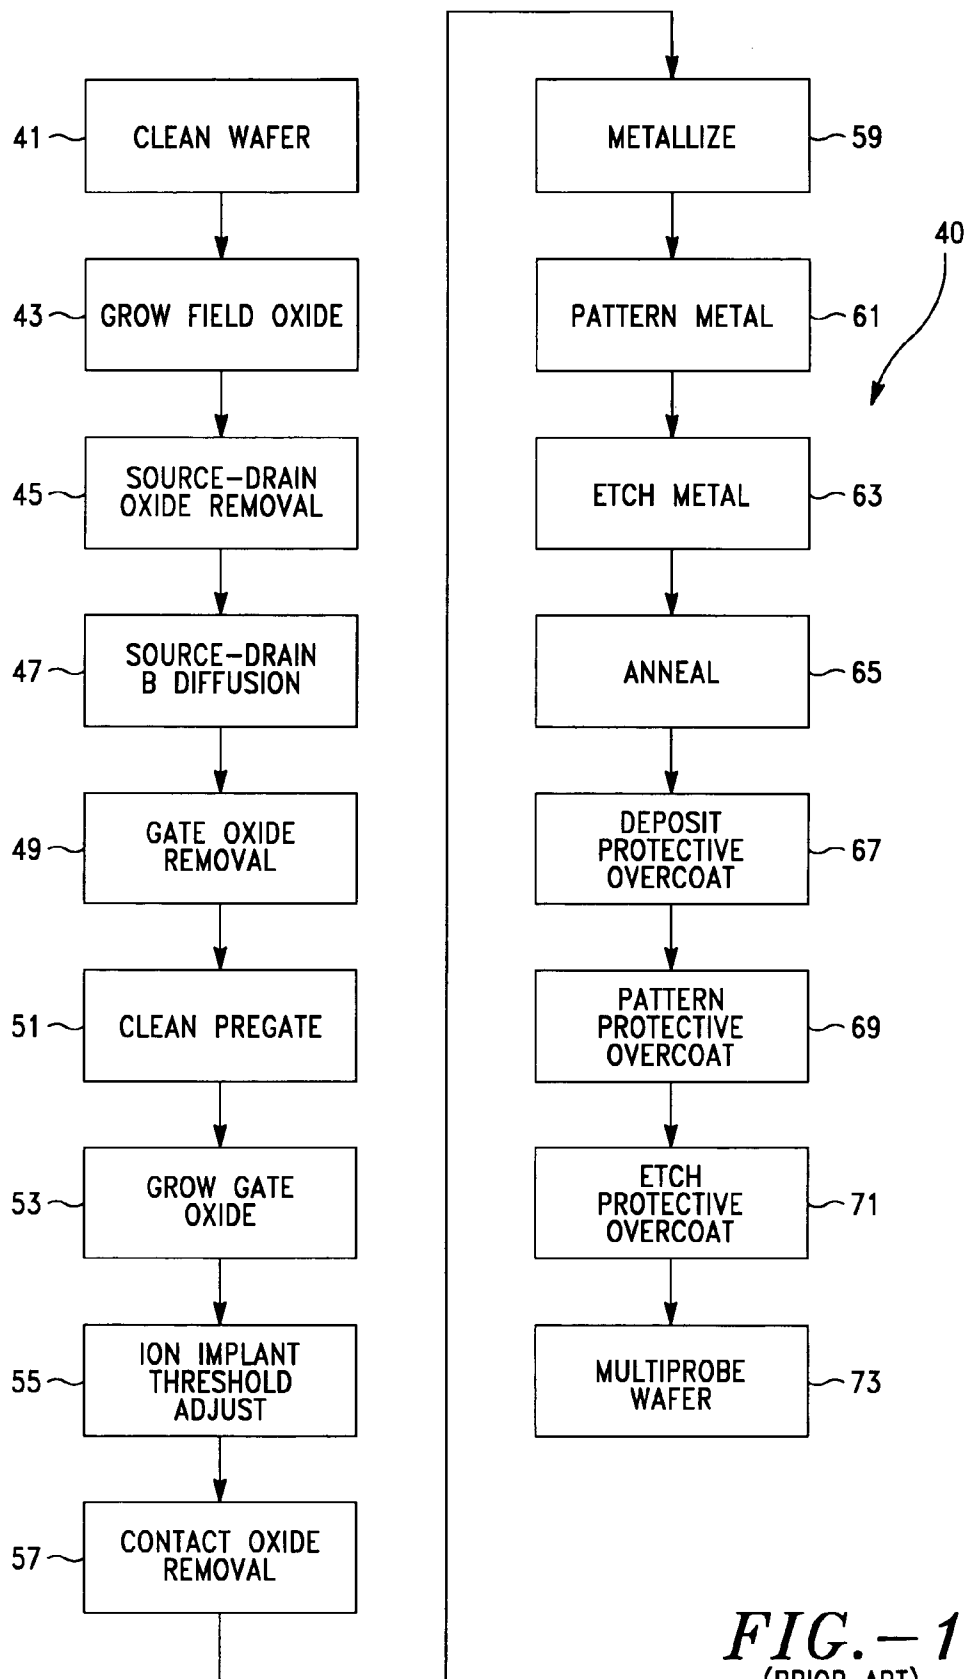 41
CLEAN WAFER
43
GROW FIELD OXIDE
45
SOURCE-DRAIN
OXIDE REMOVAL
47
SOURCE-DRAIN
B DIFFUSION
49
GATE OXIDE
REMOVAL
51
CLEAN PREGATE
53
GROW GATE
OXIDE
55
ION IMPLANT
THRESHOLD
ADJUST
57
CONTACT OXIDE
REMOVAL
METALLIZE
59
40
PATTERN METAL
61
ETCH METAL
63
ANNEAL
65
DEPOSIT
PROTECTIVE
OVERCOAT
67
PATTERN
PROTECTIVE
OVERCOAT
69
ETCH
PROTECTIVE
OVERCOAT
71
MULTIPROBE
WAFER
73
FIG.-1
(PRIOR ART)